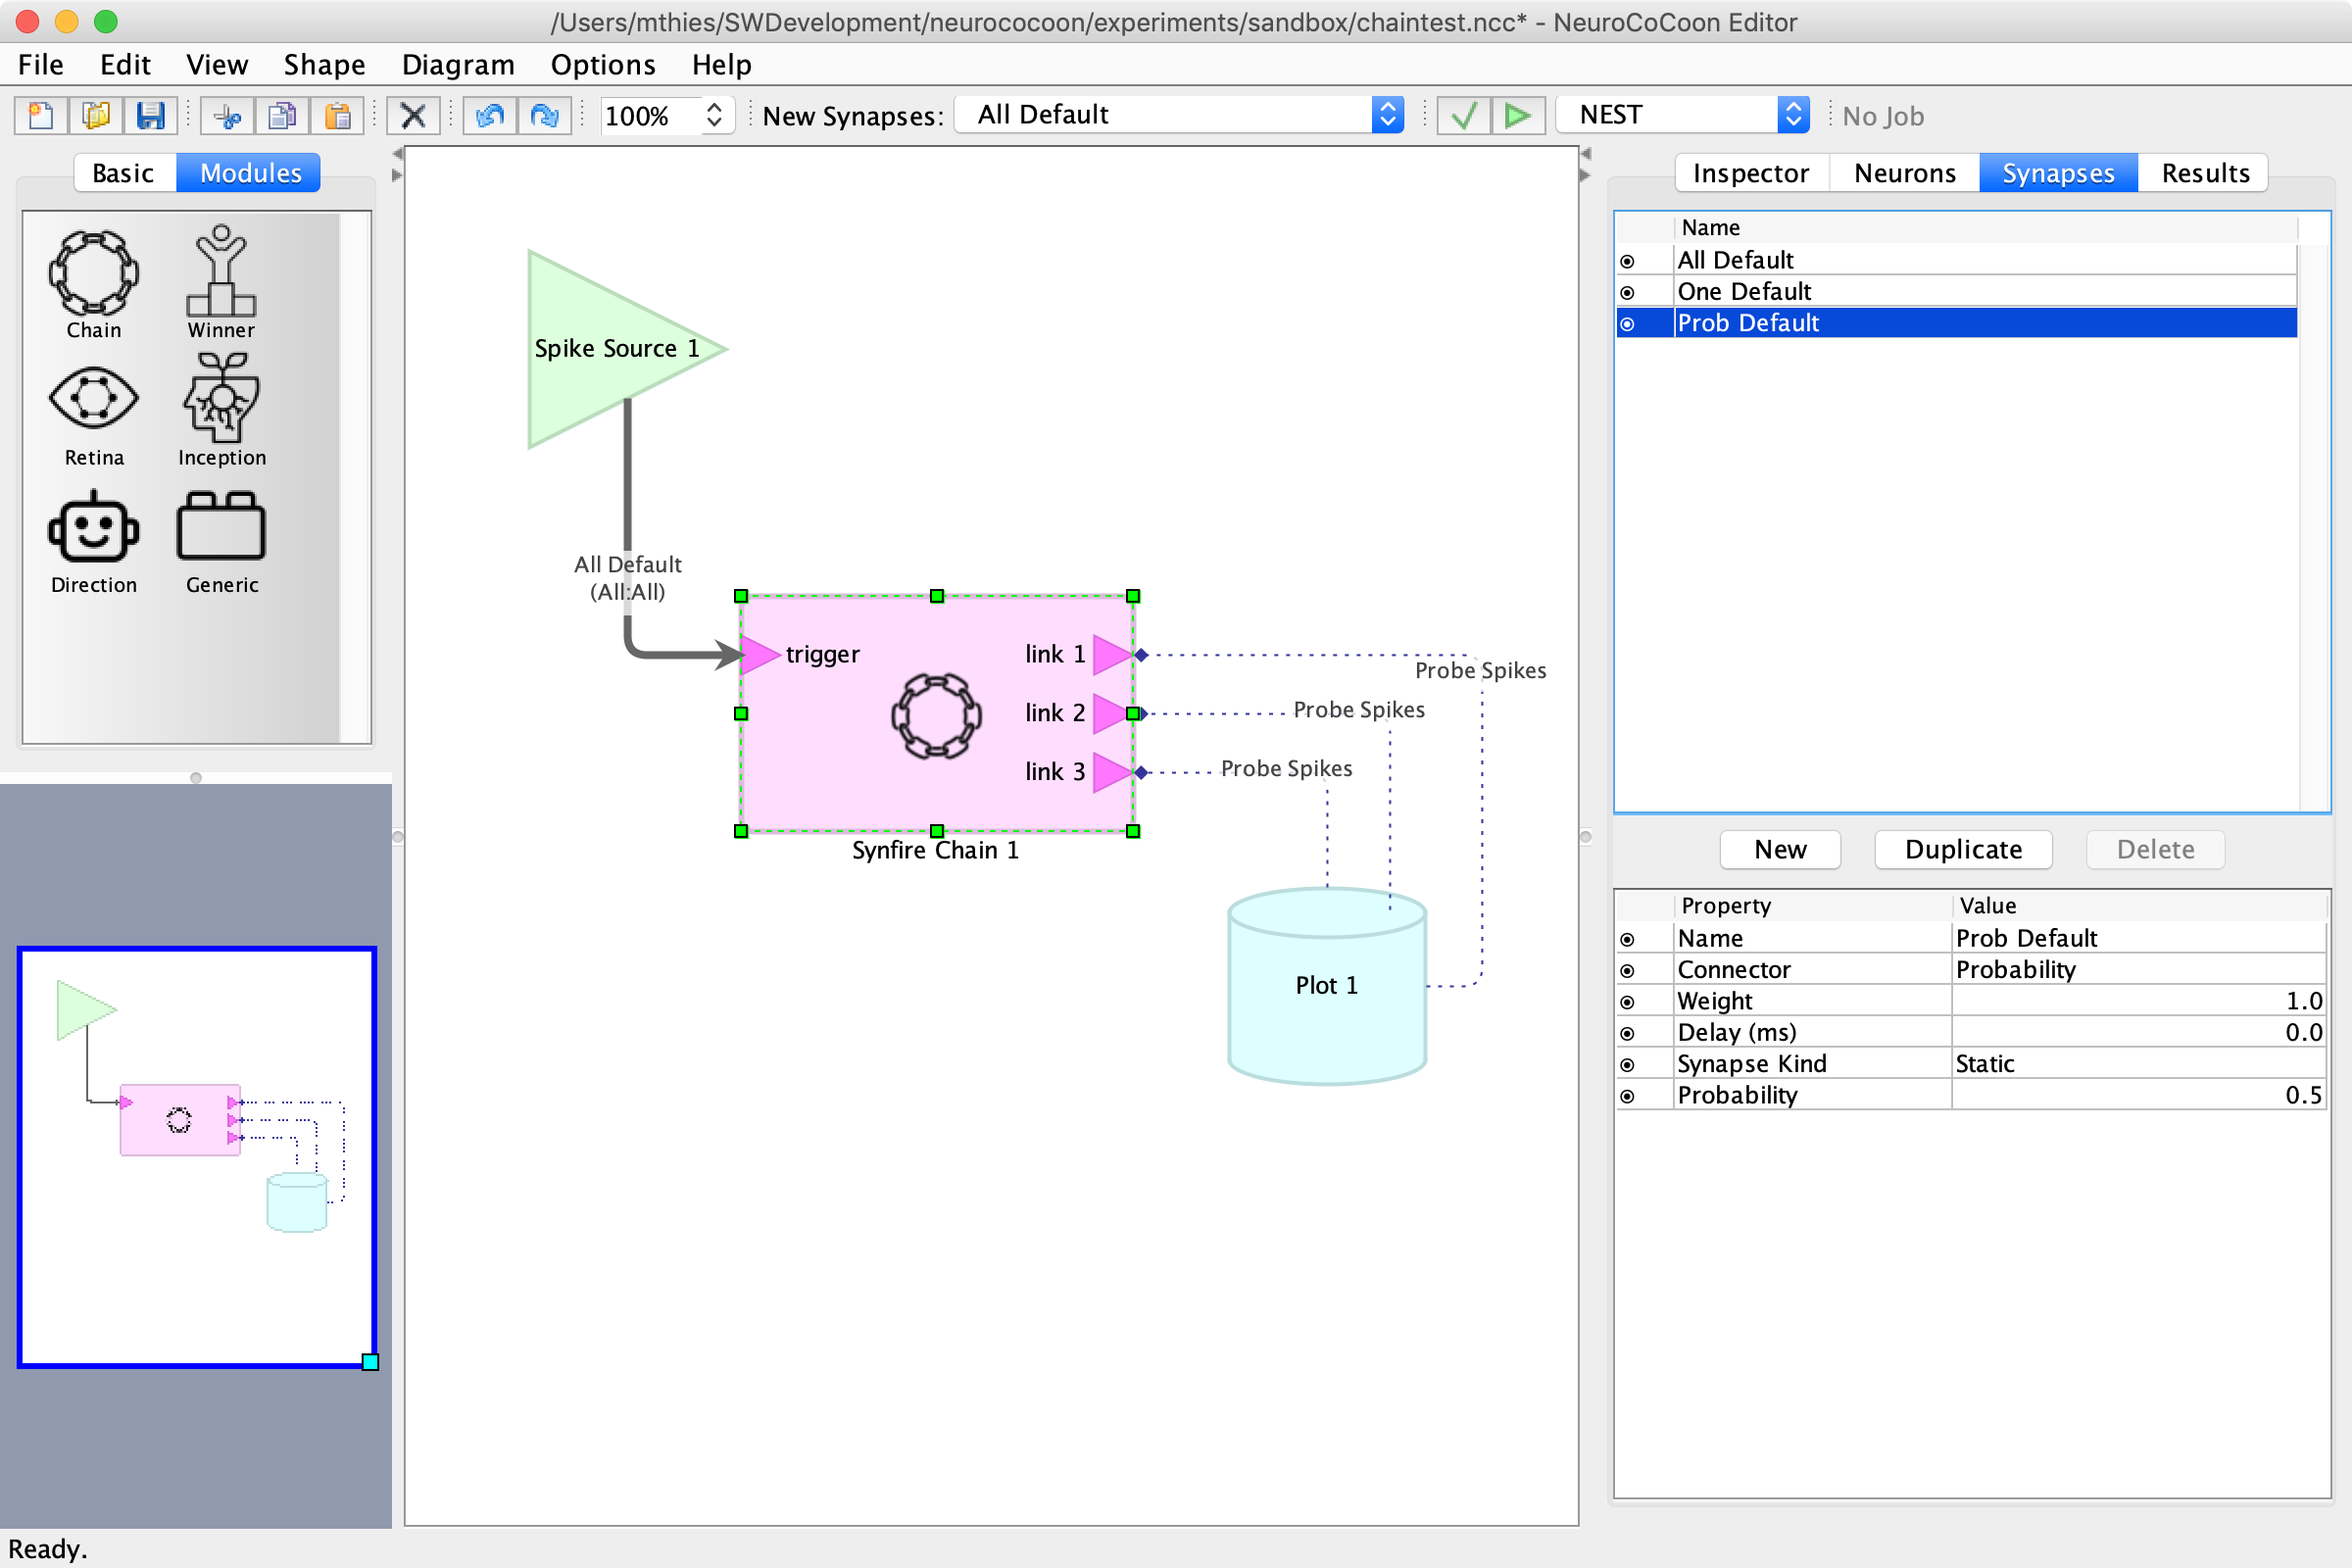 /Users/mthies/SWDevelopment/neurococoon/experiments/sandbox/chaintest.ncc* - NeuroCoCoon Editor
File Edit View Shape Diagram Options Help
100% New Synapses: All Default NEST No Job
Basic Modules
Chain Winner
Retina Inception
Direction Generic
Spike Source 1
All Default
(All:All)
trigger
link 1
link 2
link 3
Probe Spikes
Probe Spikes
Probe Spikes
Synfire Chain 1
Plot 1
Inspector Neurons Synapses Results
Name
All Default
One Default
Prob Default
New Duplicate Delete
Property Value
Name Prob Default
Connector Probability
Weight 1.0
Delay (ms) 0.0
Synapse Kind Static
Probability 0.5
Ready.